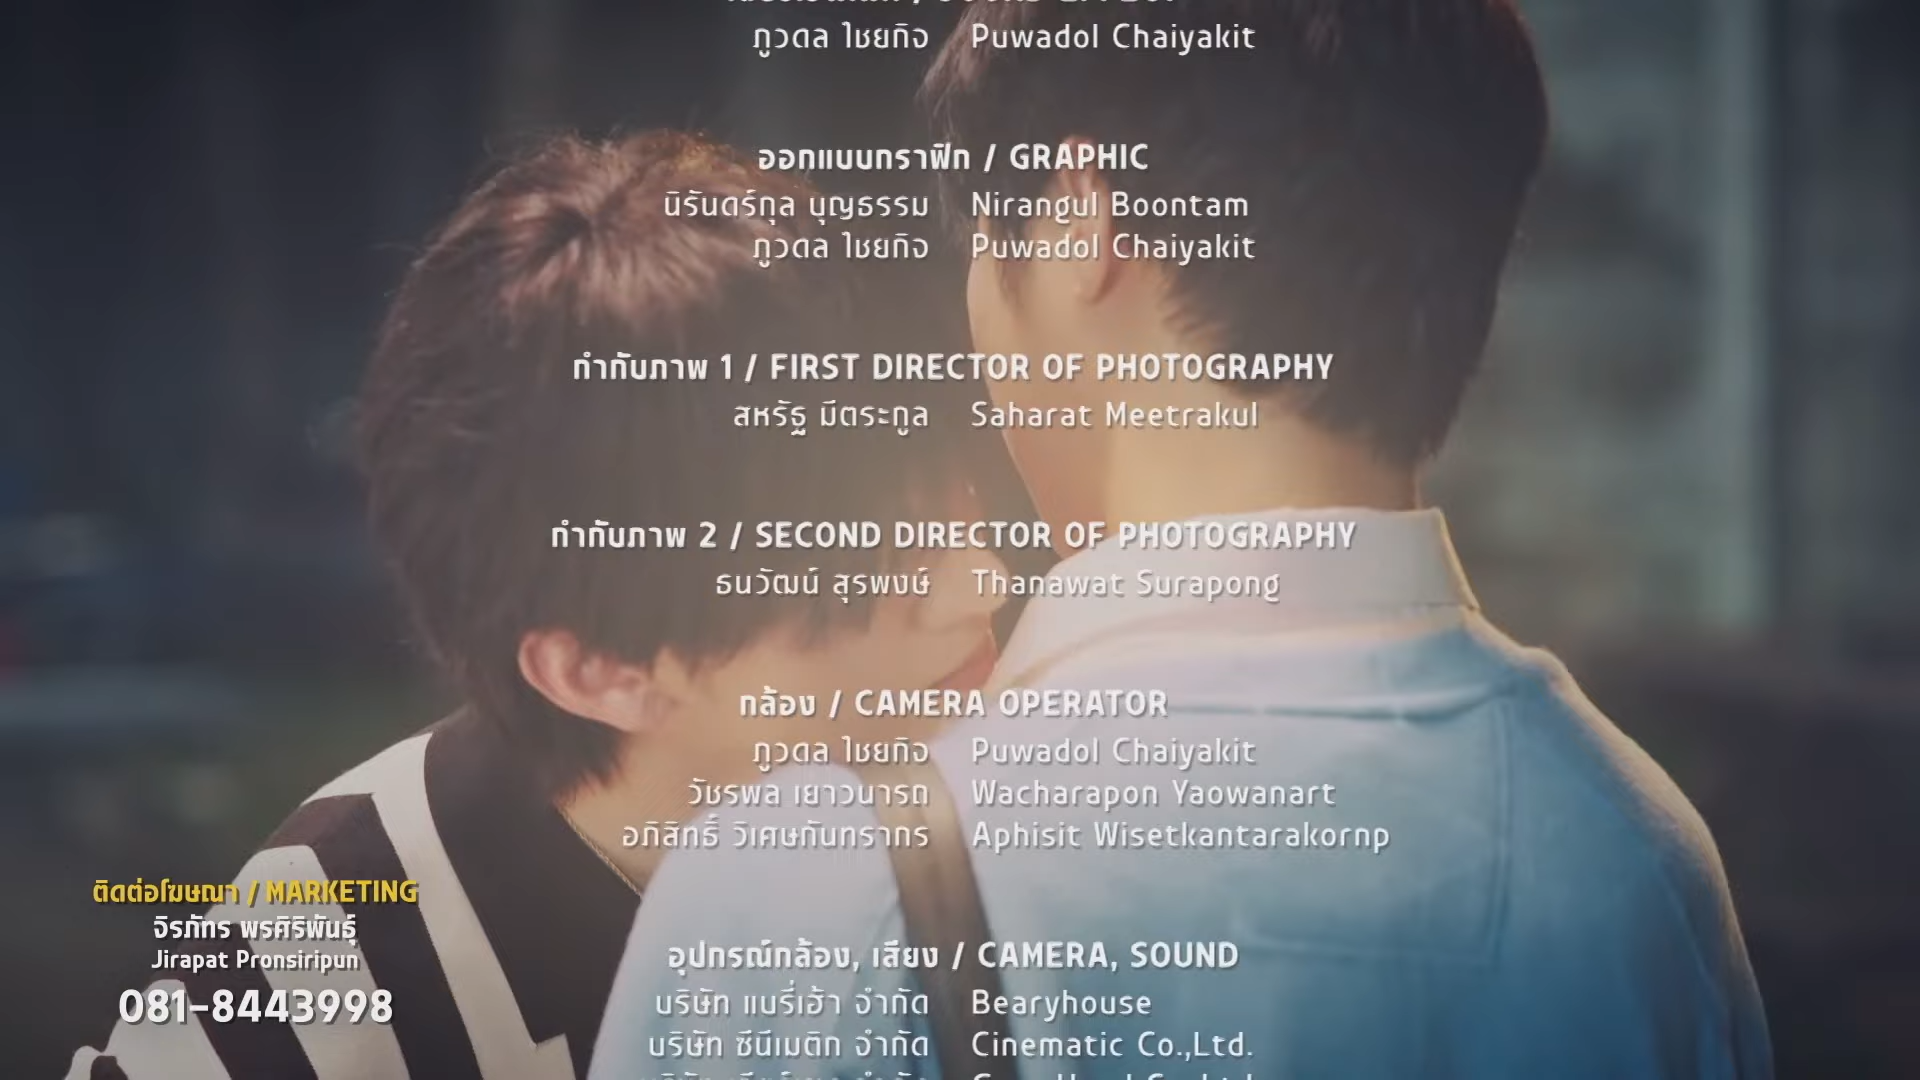 ภูวดล ไชยกิจ Puwadol Chaiyakit
ออกแบบกราฟิก / GRAPHIC
นิรันดร์กุล บุญธรรม Nirangul Boontam
ภูวดล ไชยกิจ Puwadol Chaiyakit
กำกับภาพ 1 / FIRST DIRECTOR OF PHOTOGRAPHY
สหรัฐ มีตระกูล Saharat Meetrakul
กำกับภาพ 2 / SECOND DIRECTOR OF PHOTOGRAPHY
ธนวัฒน์ สุรพงษ์ Thanawat Surapong
กล้อง / CAMERA OPERATOR
ภูวดล ไชยกิจ Puwadol Chaiyakit
วัชรพล เยาวนารถ Wacharapon Yaowanart
อภิสิทธิ์ วิเศษกันทรากร Aphisit Wisetkantarakornp
อุปกรณ์กล้อง, เสียง / CAMERA, SOUND
บริษัท แบรี่เฮ้า จำกัด Bearyhouse
บริษัท ซีนีเมติก จำกัด Cinematic Co.,Ltd.
ติดต่อโฆษณา / MARKETING
จิรภัทร พรศิริพันธุ์
Jirapat Pronsiripun
081-8443998